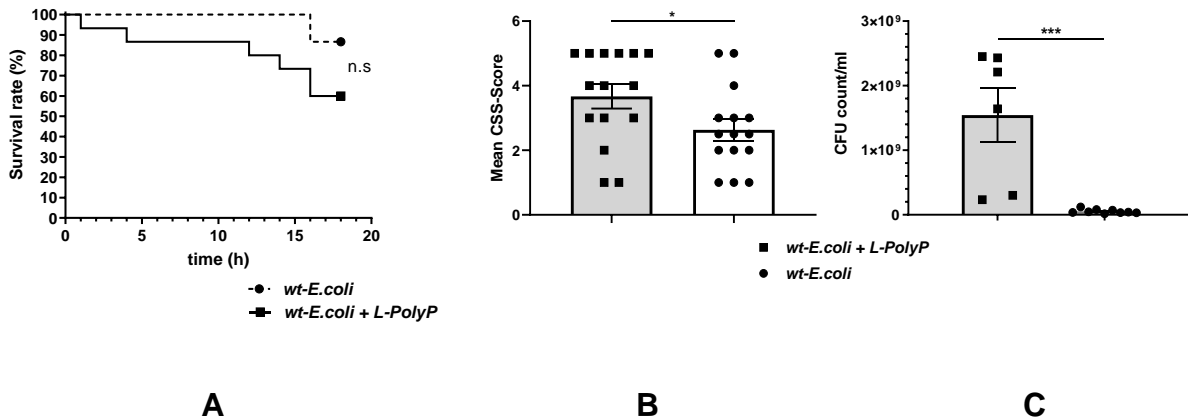 100
90
80
70
60
50
40
30
20
10
0
Survival rate (%)
n.s
0 5 10 15 20
time (h)
wt-E.coli
wt-E.coli + L-PolyP
A
6
4
2
0
Mean CSS-Score
*
wt-E.coli + L-PolyP
wt-E.coli
B
3×10⁹
2×10⁹
1×10⁹
0
CFU count/ml
***
C